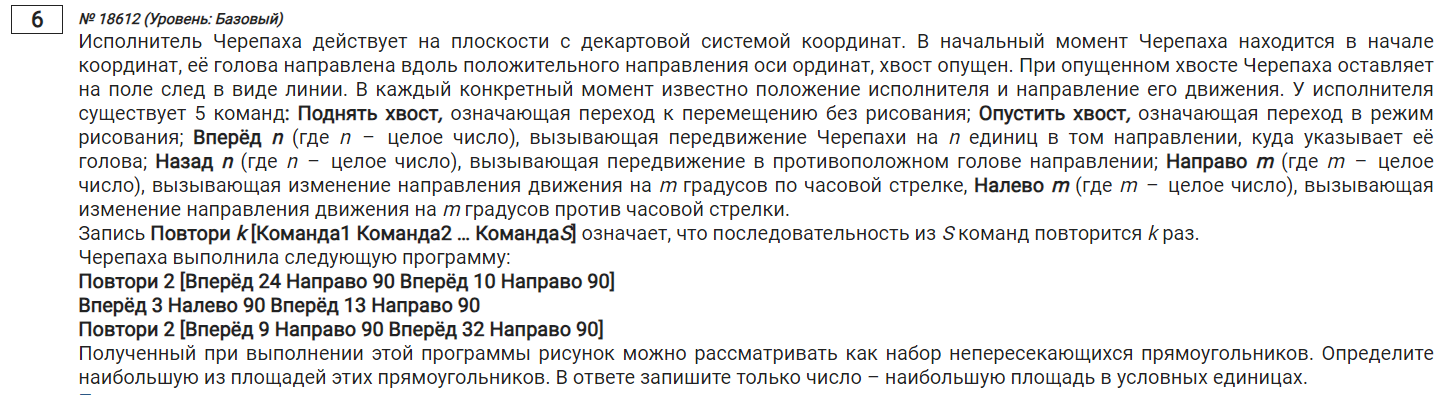 6
№ 18612 (Уровень: Базовый)
Исполнитель Черепаха действует на плоскости с декартовой системой координат. В начальный момент Черепаха находится в начале
координат, её голова направлена вдоль положительного направления оси ординат, хвост опущен. При опущенном хвосте Черепаха оставляет
на поле след в виде линии. В каждый конкретный момент известно положение исполнителя и направление его движения. У исполнителя
существует 5 команд: Поднять хвост, означающая переход к перемещению без рисования; Опустить хвост, означающая переход в режим
рисования; Вперёд n (где n – целое число), вызывающая передвижение Черепахи на n единиц в том направлении, куда указывает её
голова; Назад n (где n – целое число), вызывающая передвижение в противоположном голове направлении; Направо m (где m – целое
число), вызывающая изменение направления движения на m градусов по часовой стрелке, Налево m (где m – целое число), вызывающая
изменение направления движения на m градусов против часовой стрелки.
Запись Повтори k [Команда1 Команда2 … КомандаS] означает, что последовательность из S команд повторится k раз.
Черепаха выполнила следующую программу:
Повтори 2 [Вперёд 24 Направо 90 Вперёд 10 Направо 90]
Вперёд 3 Налево 90 Вперёд 13 Направо 90
Повтори 2 [Вперёд 9 Направо 90 Вперёд 32 Направо 90]
Полученный при выполнении этой программы рисунок можно рассматривать как набор непересекающихся прямоугольников. Определите
наибольшую из площадей этих прямоугольников. В ответе запишите только число – наибольшую площадь в условных единицах.